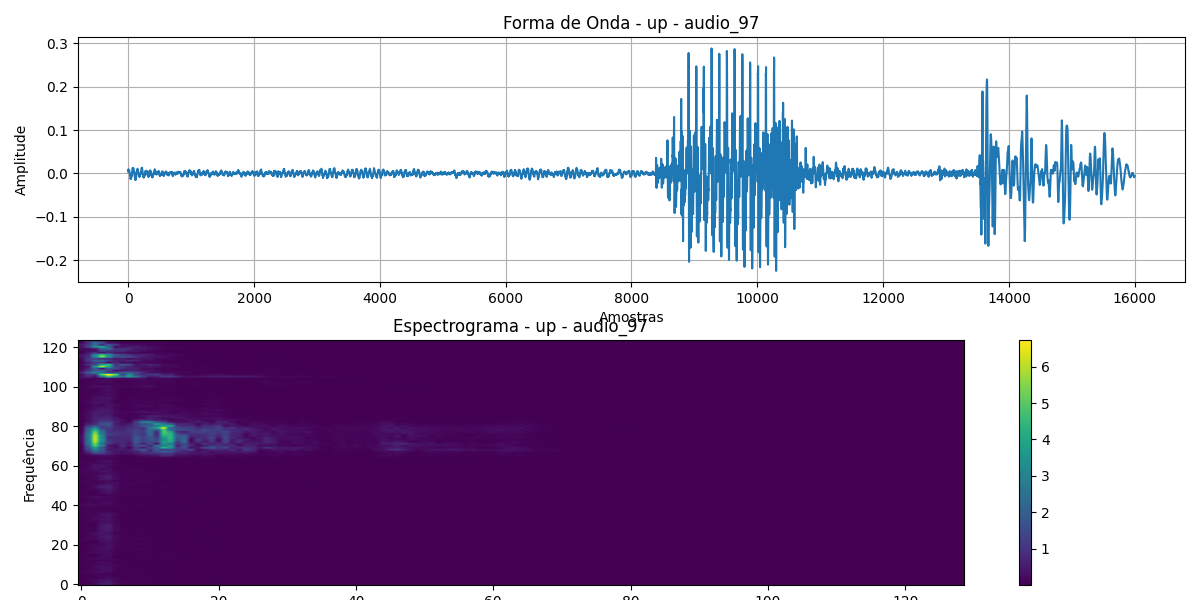 Forma de Onda - up - audio_97
0.3
0.2
0.1
0.0
−0.1
−0.2
Amplitude
0 2000 4000 6000 8000 10000 12000 14000 16000
Amostras
Espectrograma - up - audio_97
120
100
80
60
40
20
0
Frequência
0 20 40 60 80 100 120
6
5
4
3
2
1